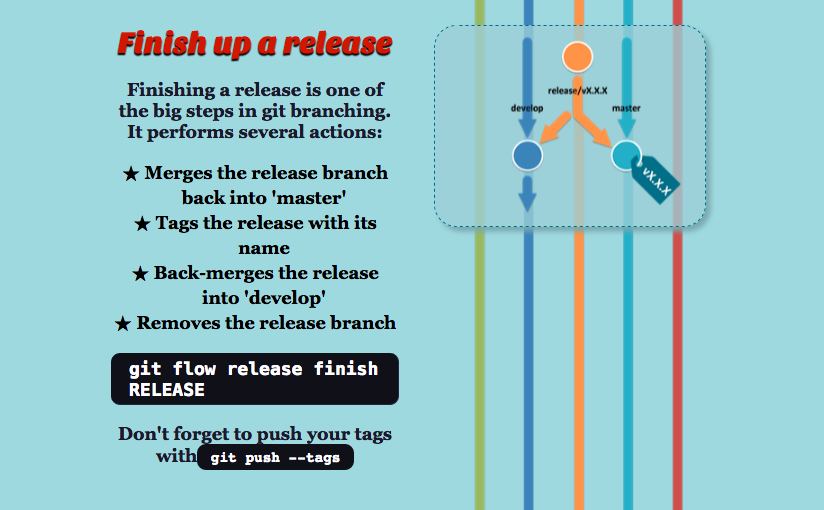 Finish up a release
Finishing a release is one of
the big steps in git branching.
It performs several actions:
★ Merges the release branch
back into 'master'
★ Tags the release with its
name
★ Back-merges the release
into 'develop'
★ Removes the release branch
git flow release finish
RELEASE
Don't forget to push your tags
with git push --tags
release/vX.X.X
develop
master
vX.X.X